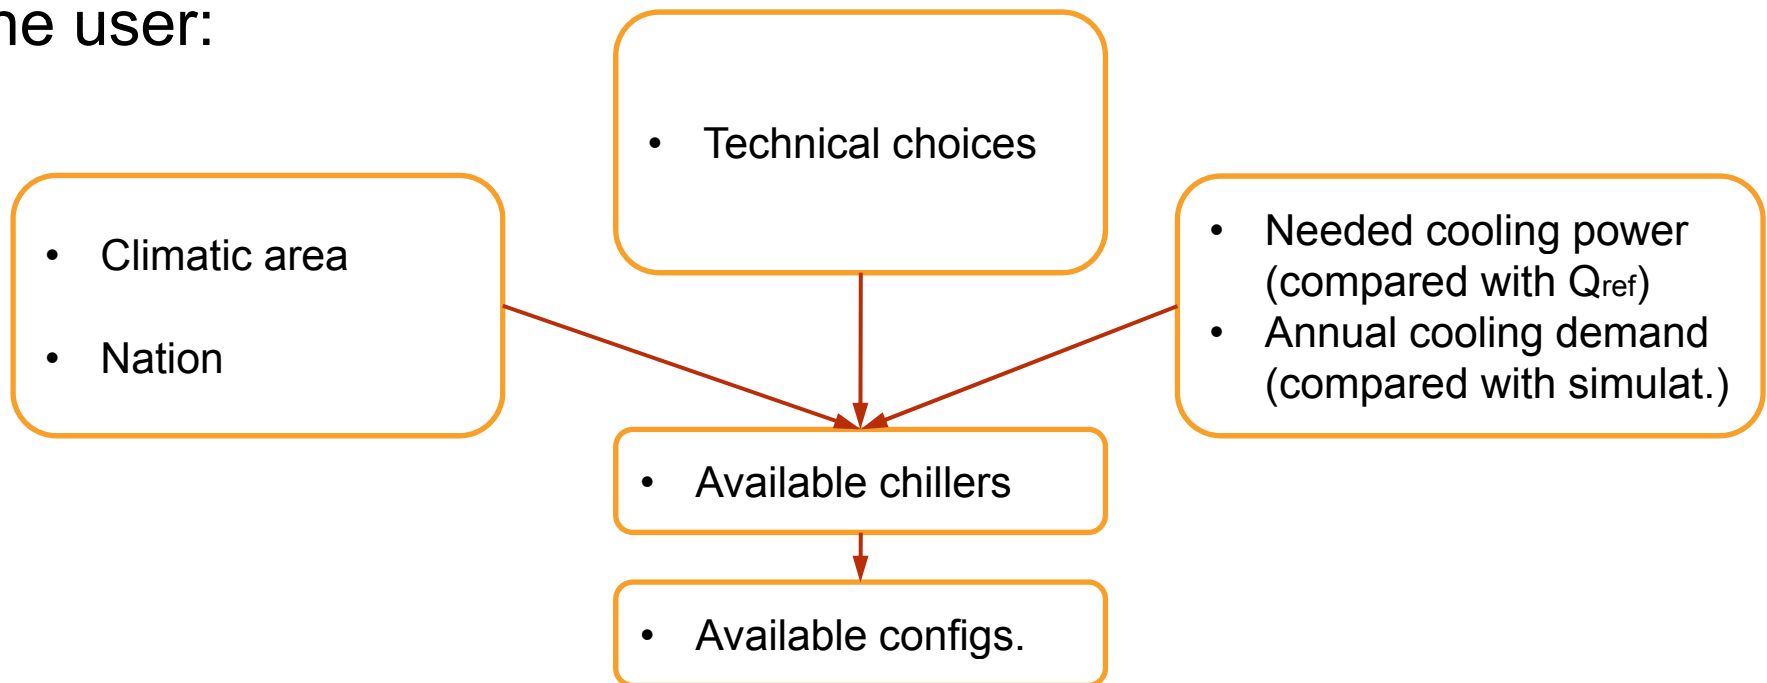 ne user:
• Technical choices
• Climatic area
• Nation
• Needed cooling power
(compared with Qref)
• Annual cooling demand
(compared with simulat.)
• Available chillers
• Available configs.